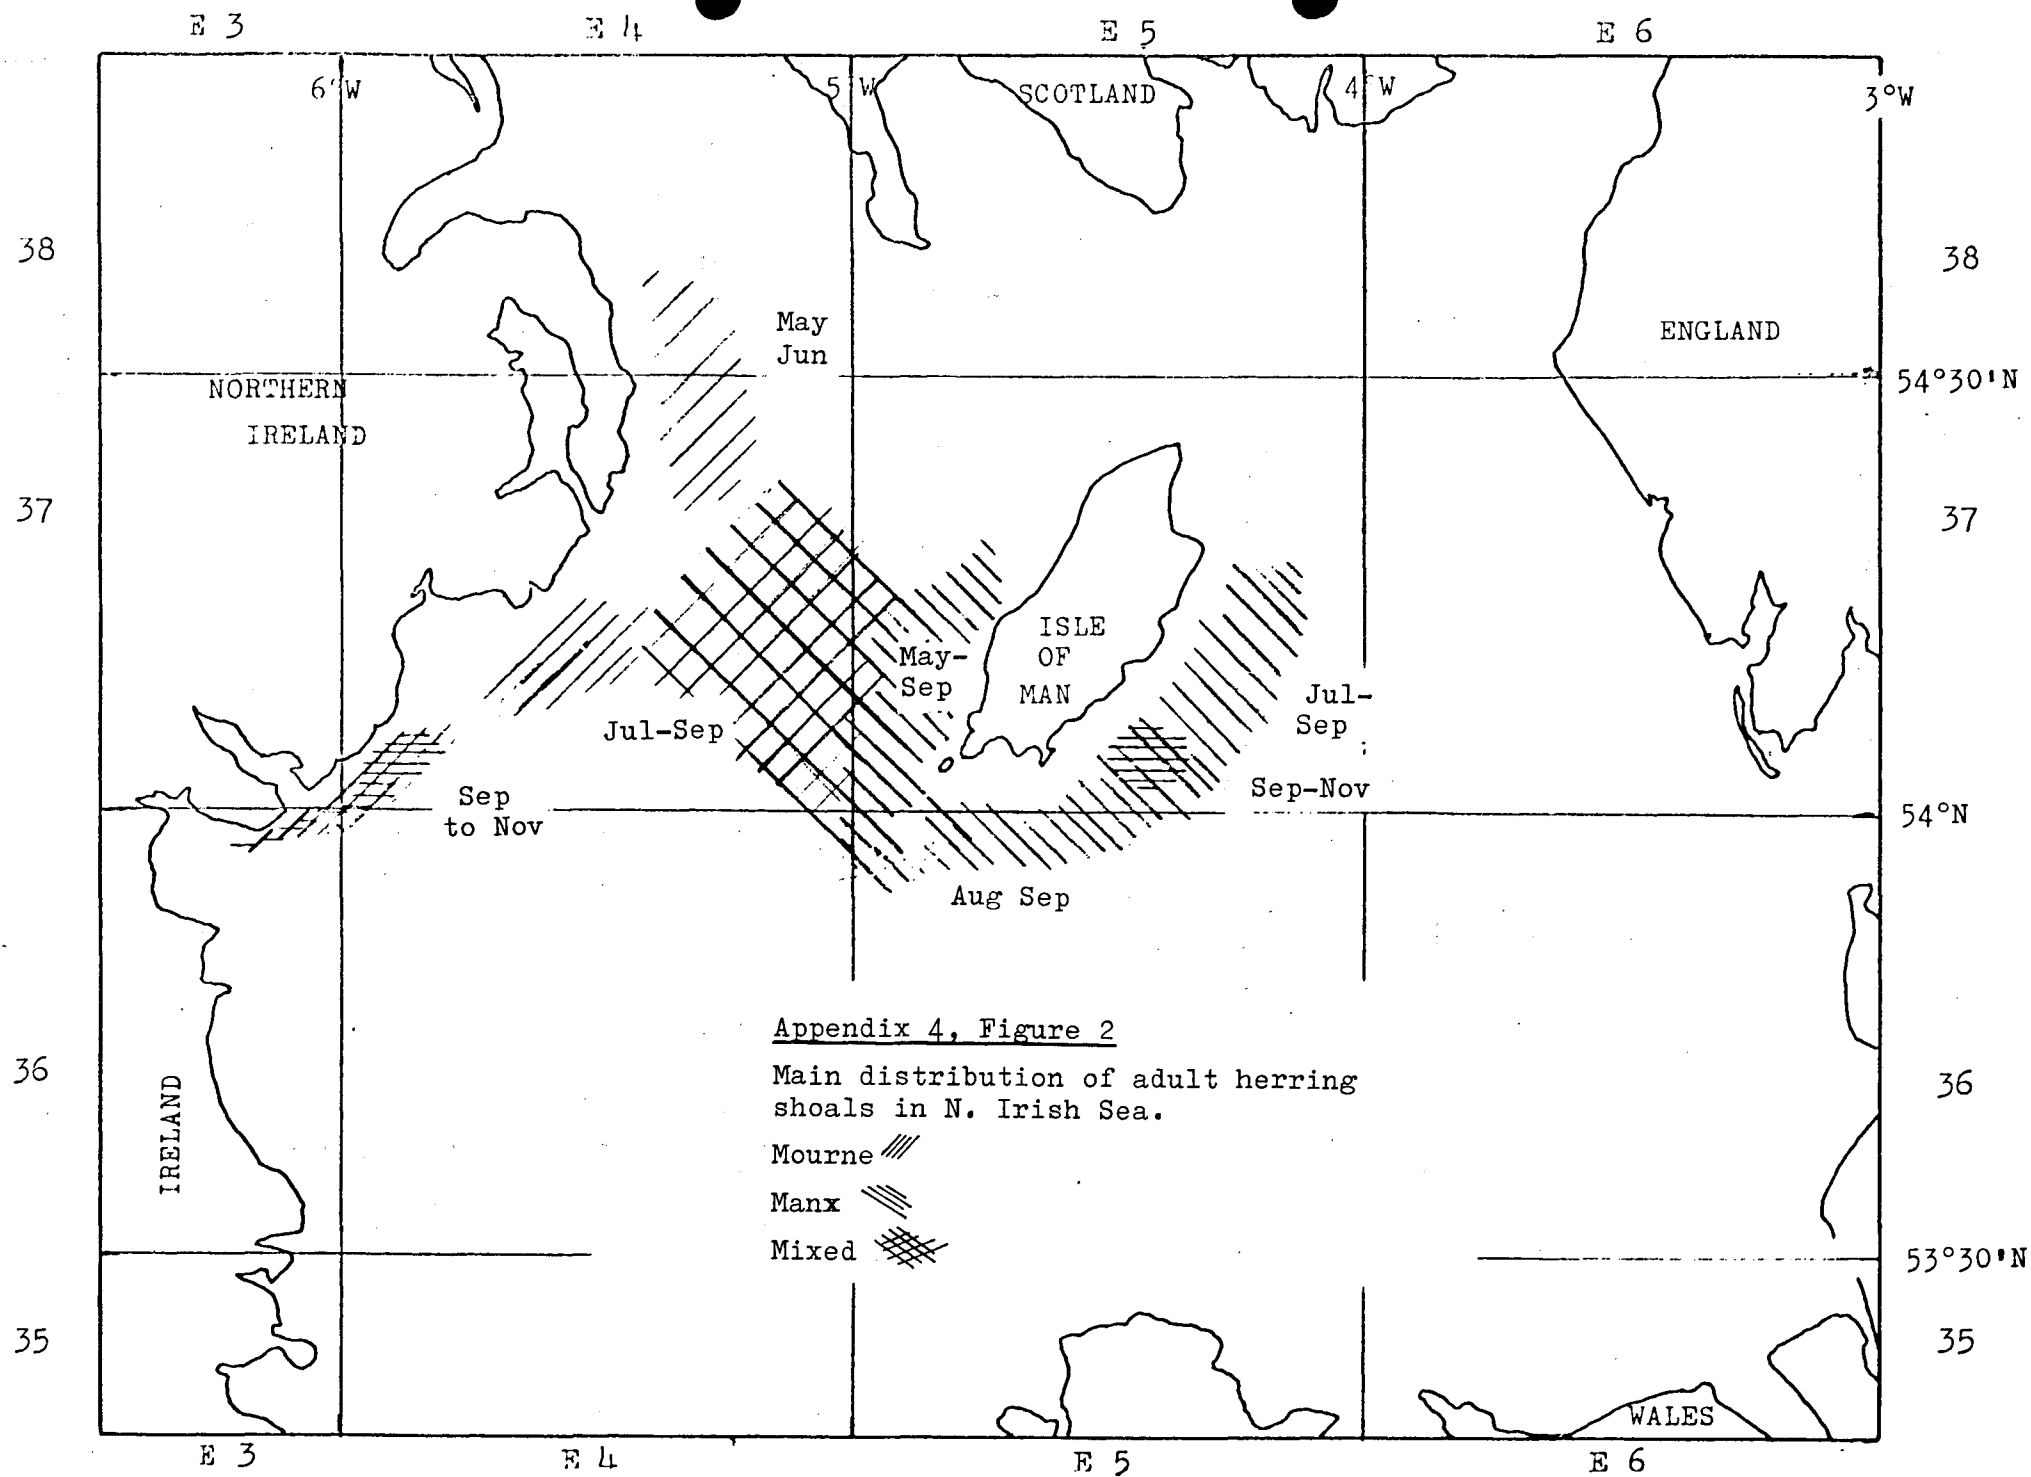 E 3 E 4 E 5 E 6
6°W 5°W SCOTLAND 4°W 3°W
38 38
May
Jun
ENGLAND
54°30'N
NORTHERN
IRELAND
37 37
ISLE
OF
MAN
May-
Sep
Jul-
Sep
Jul-Sep
Sep-Nov
Sep
to Nov
54°N
Aug Sep
Appendix 4, Figure 2
Main distribution of adult herring
shoals in N. Irish Sea.
36 36
IRELAND
Mourne
Manx
Mixed
53°30'N
35 35
WALES
E 3 E 4 E 5 E 6